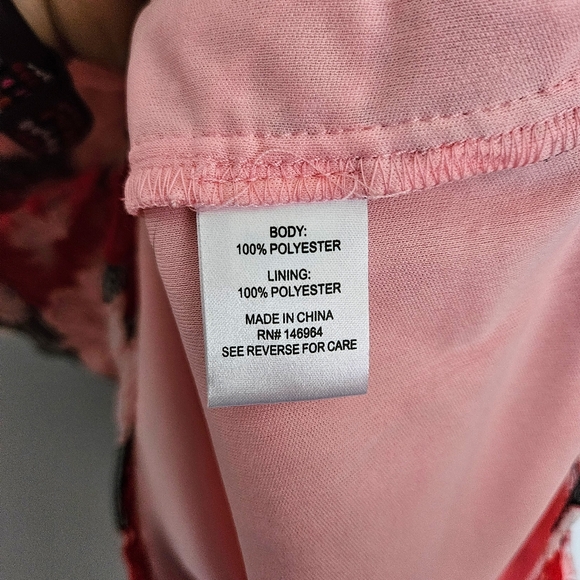 BODY:
100% POLYESTER
LINING:
100% POLYESTER
MADE IN CHINA
RN# 146964
SEE REVERSE FOR CARE